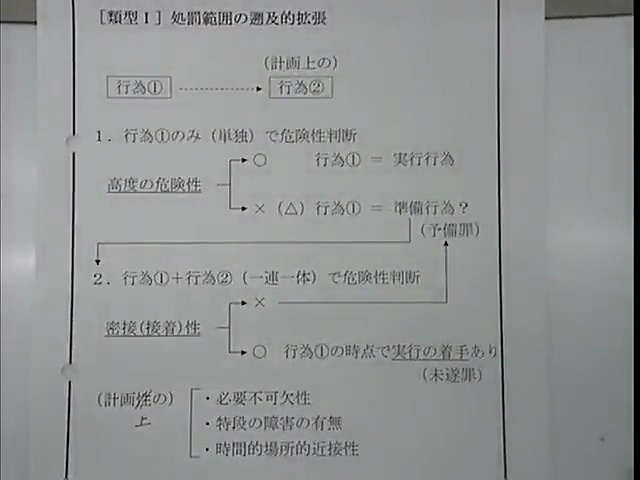 ［類型Ⅰ］処罰範囲の遡及的拡張
（計画上の）
行為① 行為②
1．行為①のみ（単独）で危険性判断
○ 行為① ＝ 実行行為
高度の危険性
×（△）行為① ＝ 準備行為？
（予備罪）
2．行為①＋行為②（一連一体）で危険性判断
×
密接(接着)性
○ 行為①の時点で実行の着手あり
（未遂罪）
（計画性の） ・必要不可欠性
上 ・特段の障害の有無
・時間的場所的近接性